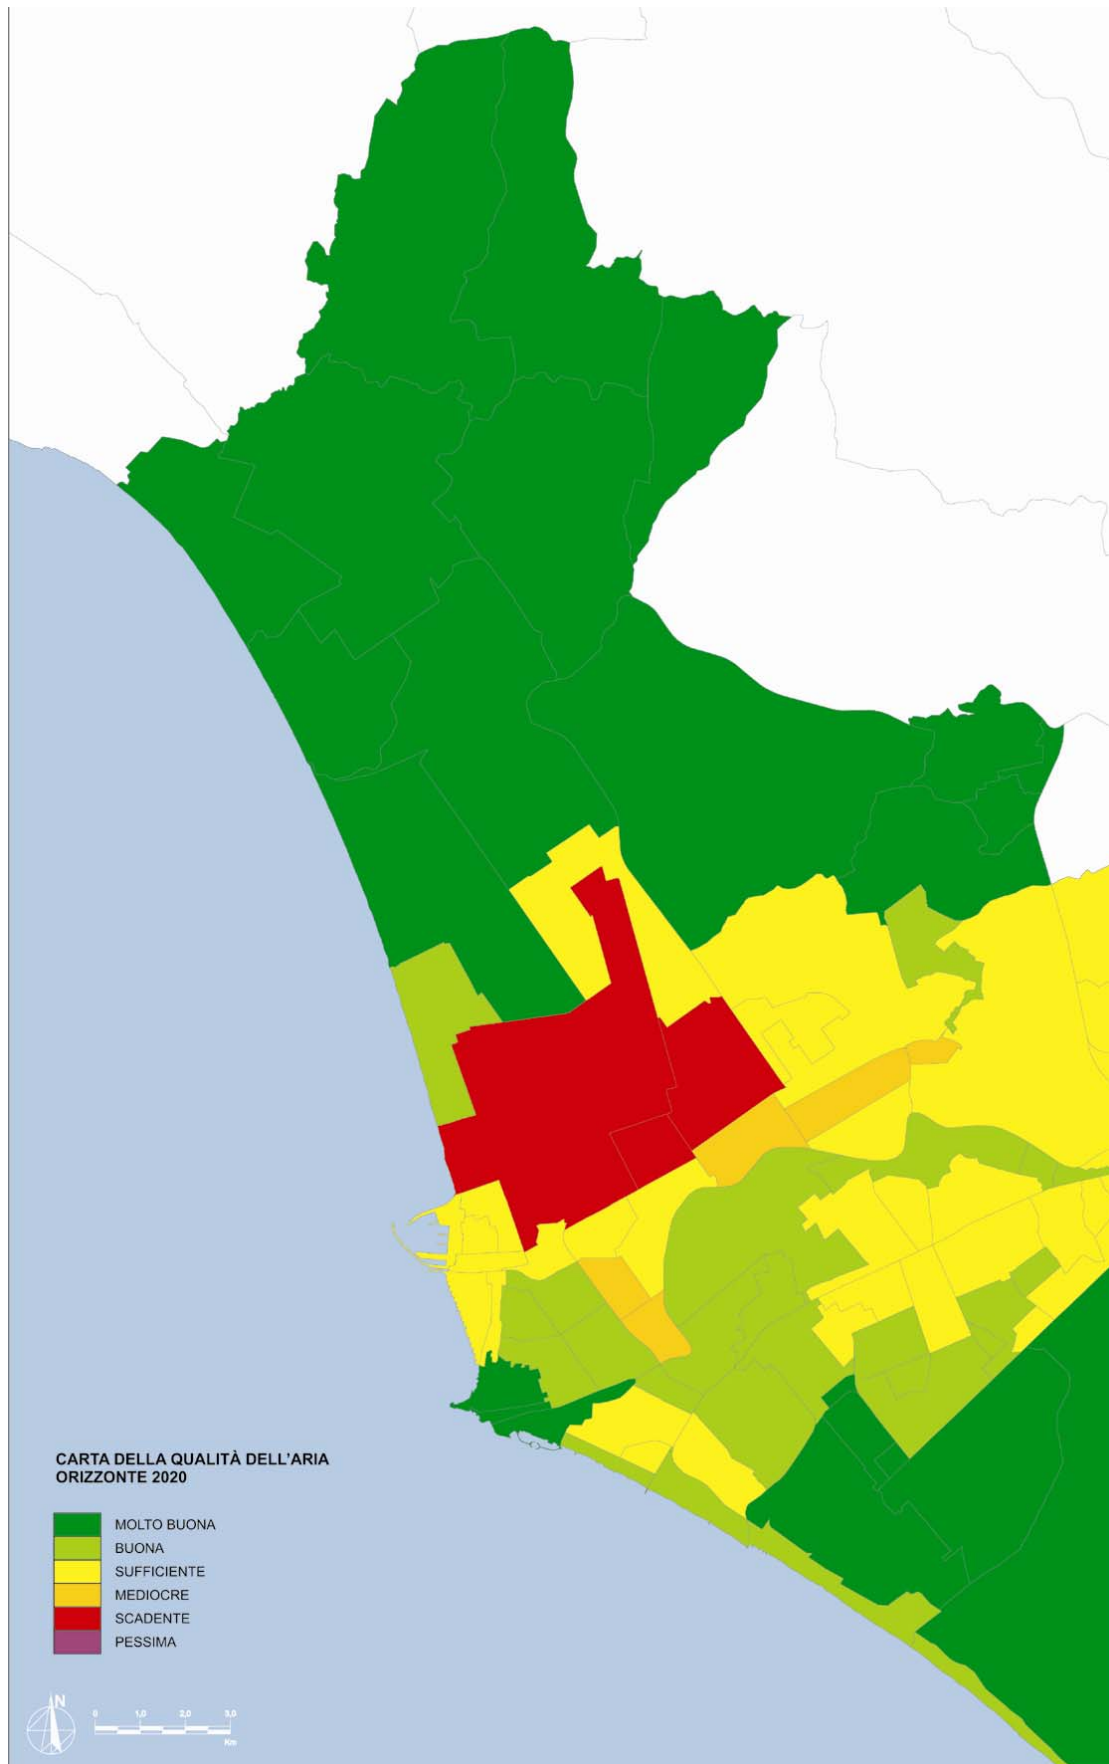 CARTA DELLA QUALITÀ DELL'ARIA
ORIZZONTE 2020
MOLTO BUONA
BUONA
SUFFICIENTE
MEDIOCRE
SCADENTE
PESSIMA
N
0 1,0 2,0 3,0
Km